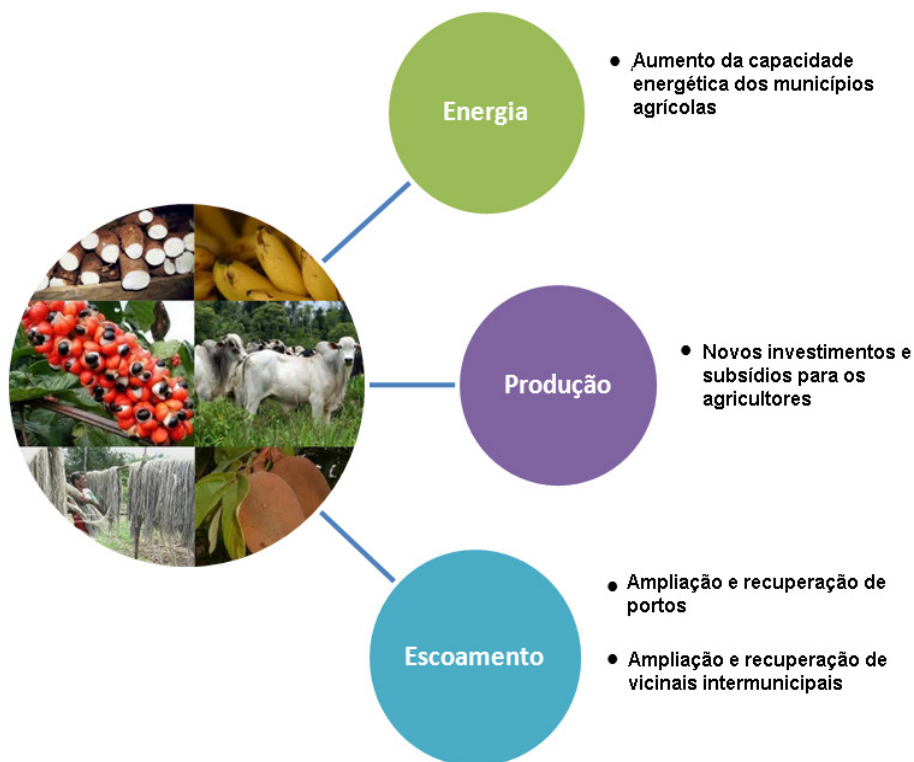 Energia
• Aumento da capacidade
energética dos municípios
agrícolas
Produção
• Novos investimentos e
subsídios para os
agricultores
Escoamento
• Ampliação e recuperação de
portos
• Ampliação e recuperação de
vicinais intermunicipais